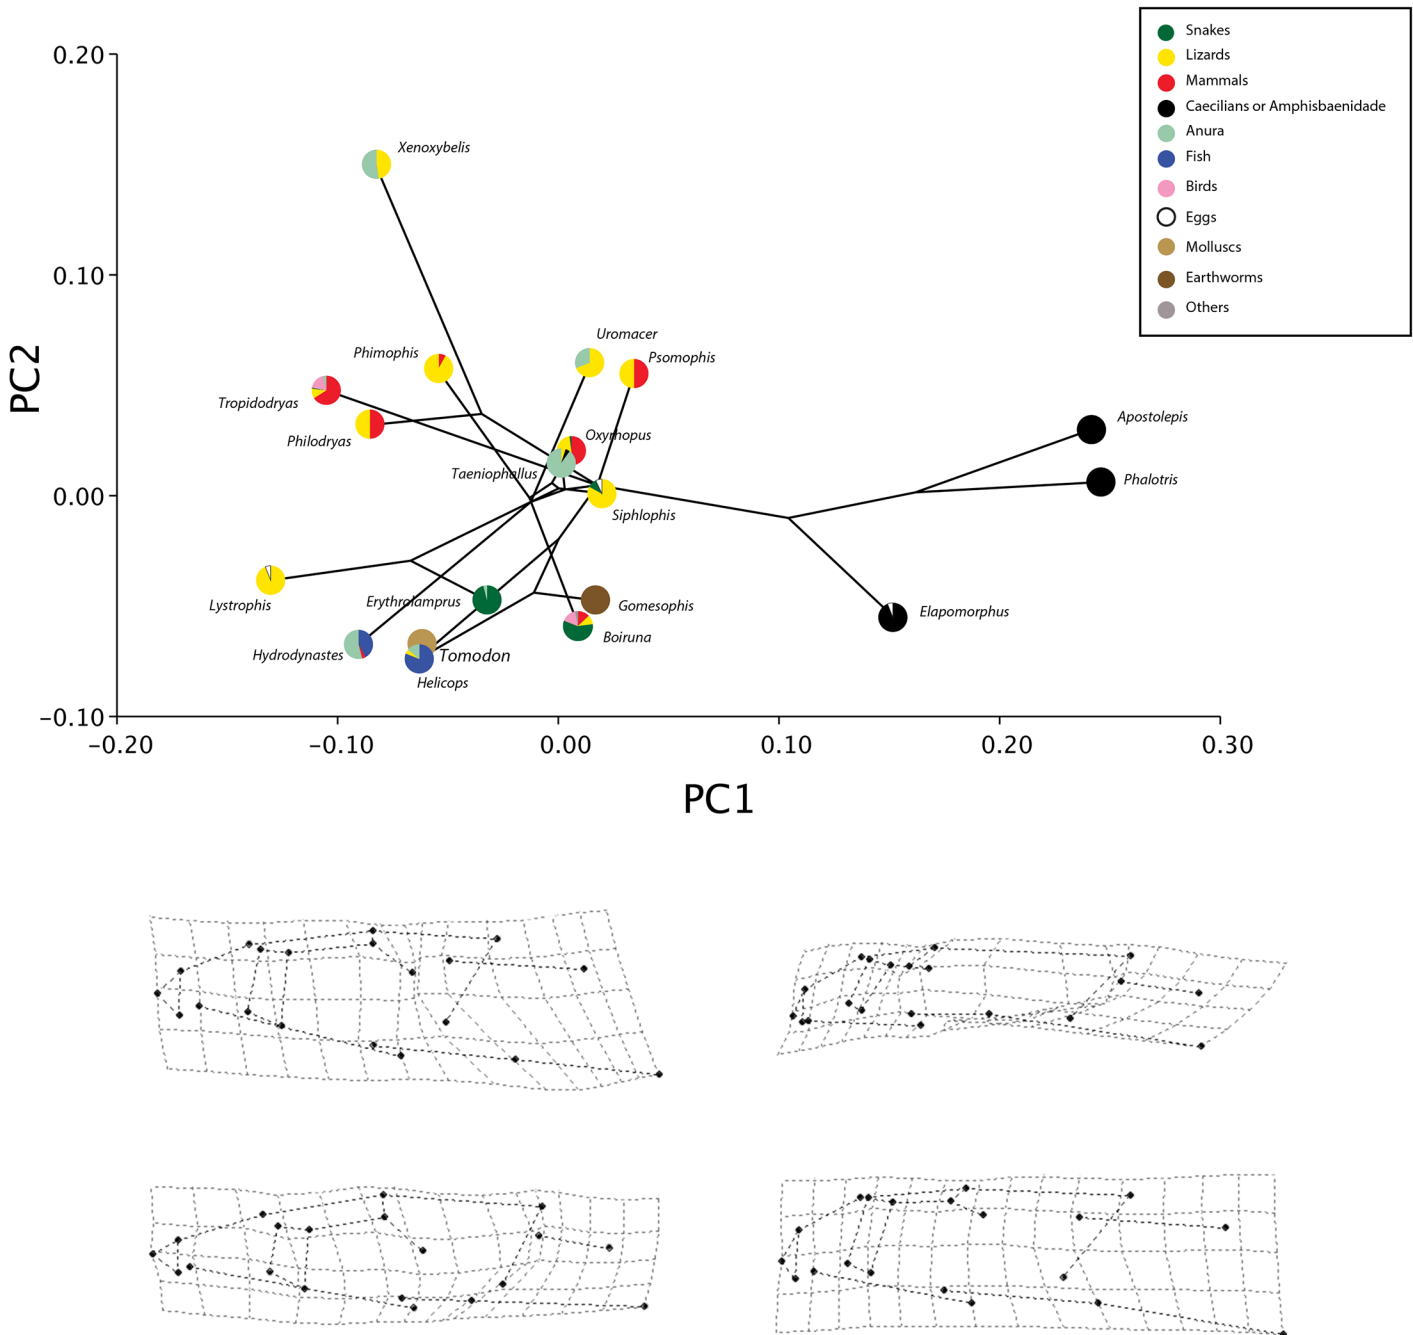 Snakes
Lizards
Mammals
Caecilians or Amphisbaenidade
Anura
Fish
Birds
Eggs
Molluscs
Earthworms
Others
0.20
0.10
0.00
−0.10
PC2
Xenoxybelis
Uromacer
Phimophis
Psomophis
Tropidodryas
Philodryas
Oxyrhopus
Apostolepis
Taeniophallus
Phalotris
Siphlophis
Lystrophis
Erythrolamprus
Gomesophis
Elapomorphus
Boiruna
Hydrodynastes
Tomodon
Helicops
−0.20
−0.10
0.00
0.10
0.20
0.30
PC1